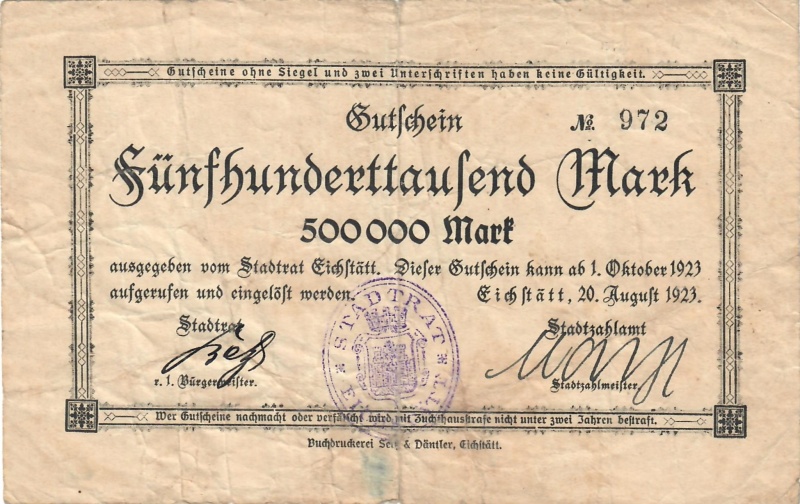 Gutscheine ohne Siegel und zwei Unterschriften haben keine Gültigkeit.
Gutschein № 972
Fünfhunderttausend Mark
500000 Mark
ausgegeben vom Stadtrat Eichstätt. Dieser Gutschein kann ab 1. Oktober 1923
aufgerufen und eingelöst werden. Eichstätt, 20. August 1923.
Stadtrat Stadtzahlamt
STADTRAT
r. 1. Bürgermeister. Stadtzahlmeister.
Wer Gutscheine nachmacht oder verfälscht wird mit Zuchthausstrafe nicht unter zwei Jahren bestraft.
Buchdruckerei & Däntler, Eichstätt.